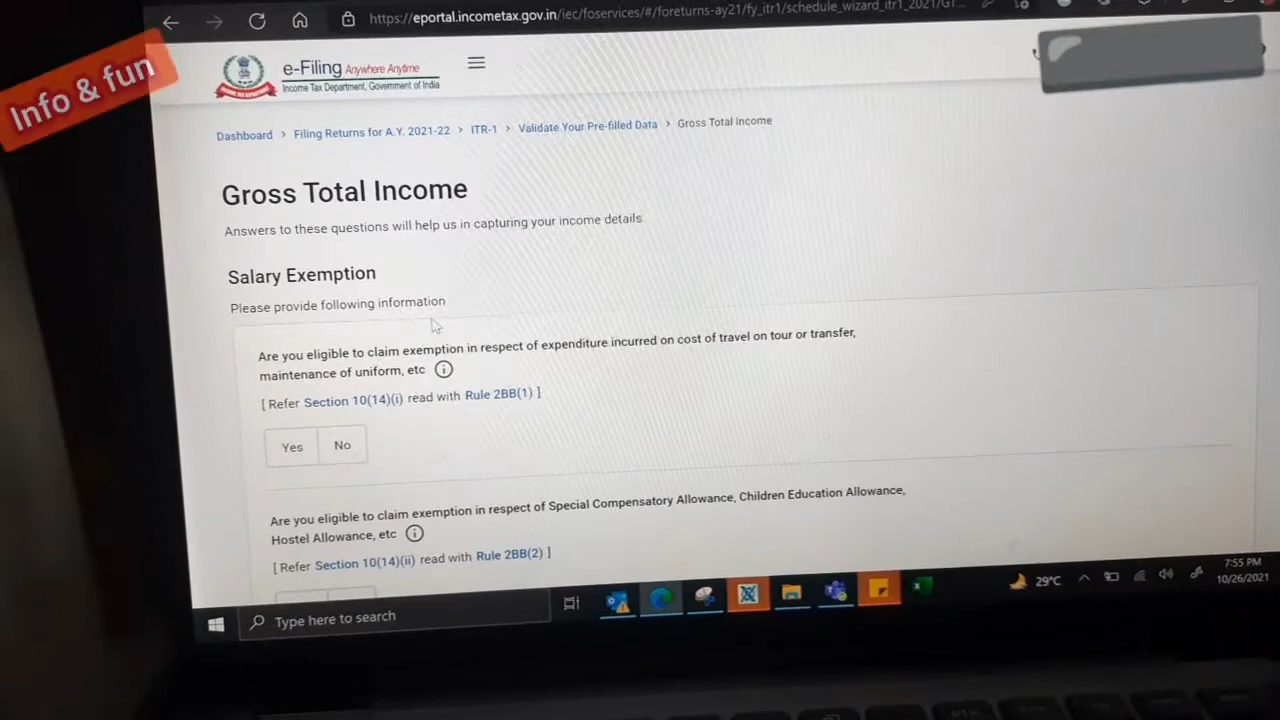 https://eportal.incometax.gov.in/iec/foservices/#/foreturns-ay21/fy_itr1/schedule_wizard_itr1_2021/G1
Info & fun
e-Filing Anywhere Anytime
Income Tax Department, Government of India
Dashboard > Filing Returns for A.Y. 2021-22 > ITR-1 > Validate Your Pre-filled Data > Gross Total Income
Gross Total Income
Answers to these questions will help us in capturing your income details
Salary Exemption
Please provide following information
Are you eligible to claim exemption in respect of expenditure incurred on cost of travel on tour or transfer,
maintenance of uniform, etc
[ Refer Section 10(14)(i) read with Rule 2BB(1) ]
Yes No
Are you eligible to claim exemption in respect of Special Compensatory Allowance, Children Education Allowance,
Hostel Allowance, etc
[ Refer Section 10(14)(ii) read with Rule 2BB(2) ]
Type here to search
29°C
7:55 PM
10/26/2021